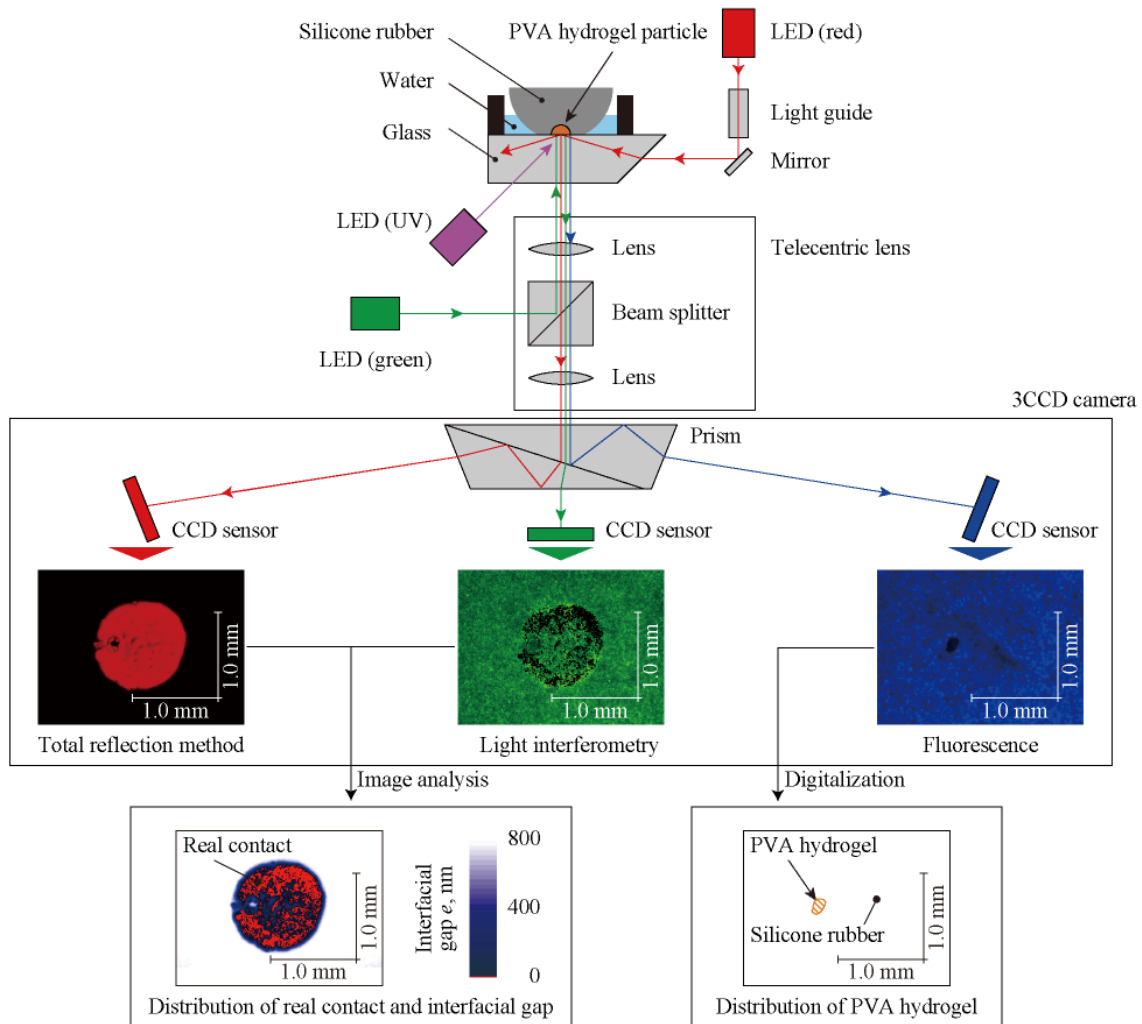 Silicone rubber
PVA hydrogel particle
LED (red)
Water
Light guide
Glass
Mirror
LED (UV)
Lens
Telecentric lens
Beam splitter
LED (green)
Lens
3CCD camera
Prism
CCD sensor
CCD sensor
CCD sensor
1.0 mm
1.0 mm
1.0 mm
1.0 mm
1.0 mm
1.0 mm
Total reflection method
Light interferometry
Fluorescence
Image analysis
Digitalization
Real contact
1.0 mm
1.0 mm
Interfacial
gap e, nm
800
400
0
Distribution of real contact and interfacial gap
PVA hydrogel
Silicone rubber
1.0 mm
1.0 mm
Distribution of PVA hydrogel